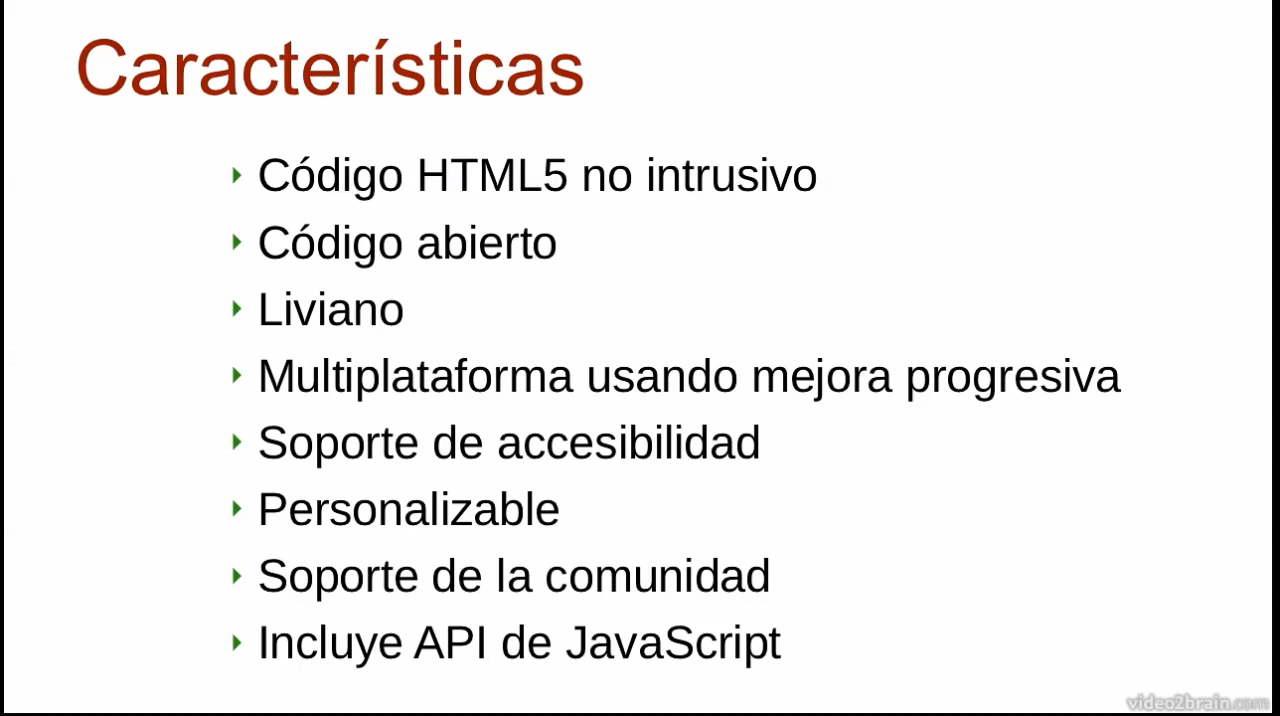 Características
Código HTML5 no intrusivo
Código abierto
Liviano
Multiplataforma usando mejora progresiva
Soporte de accesibilidad
Personalizable
Soporte de la comunidad
Incluye API de JavaScript
video2brain.com